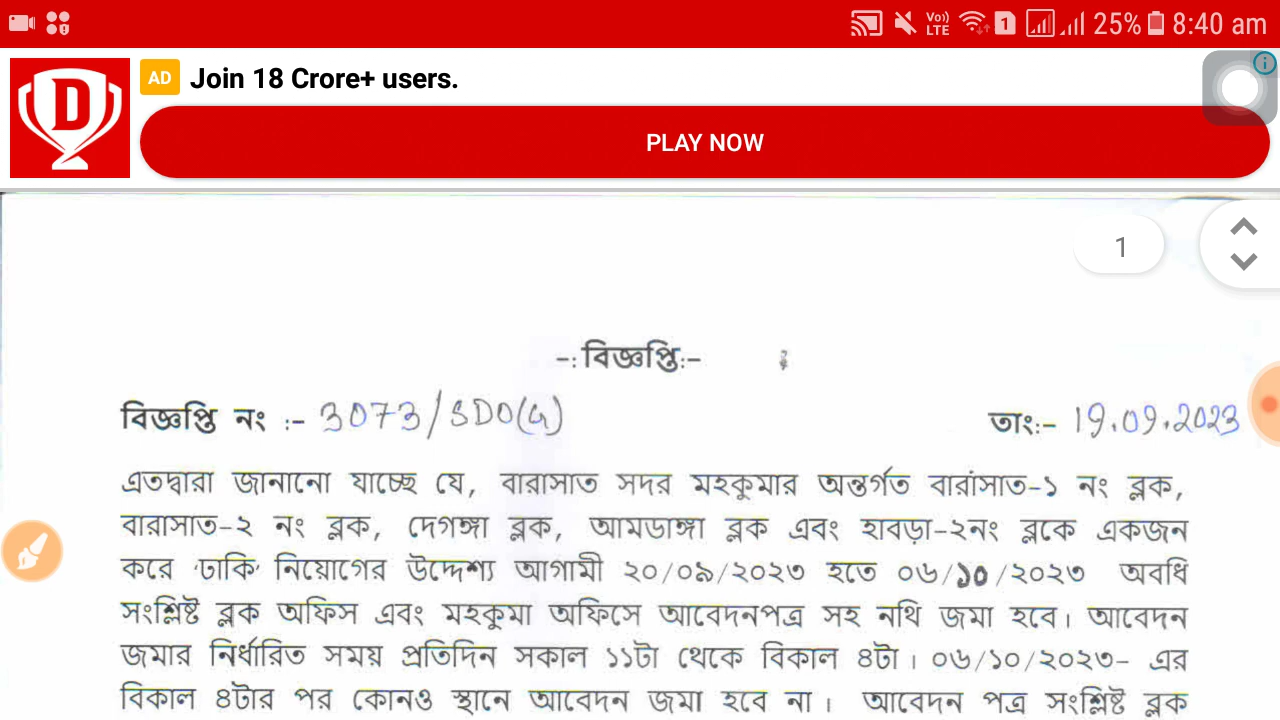 Vo)) LTE 1 25% 8:40 am
D
AD Join 18 Crore+ users.
PLAY NOW
1
-: বিজ্ঞপ্তি:-
বিজ্ঞপ্তি নং :- 3073/SDO(G) তাং:- 19.09.2023
এতদ্বারা জানানো যাচ্ছে যে, বারাসাত সদর মহকুমার অন্তর্গত বারাসাত-১ নং ব্লক,
বারাসাত-২ নং ব্লক, দেগঙ্গা ব্লক, আমডাঙ্গা ব্লক এবং হাবড়া-২নং ব্লকে একজন
করে 'ঢাকি' নিয়োগের উদ্দেশ্য আগামী ২০/০৯/২০২৩ হতে ০৬/১০/২০২৩ অবধি
সংশ্লিষ্ট ব্লক অফিস এবং মহকুমা অফিসে আবেদনপত্র সহ নথি জমা হবে। আবেদন
জমার নির্ধারিত সময় প্রতিদিন সকাল ১১টা থেকে বিকাল ৪টা। ০৬/১০/২০২৩- এর
বিকাল ৪টার পর কোনও স্থানে আবেদন জমা হবে না। আবেদন পত্র সংশ্লিষ্ট ব্লক